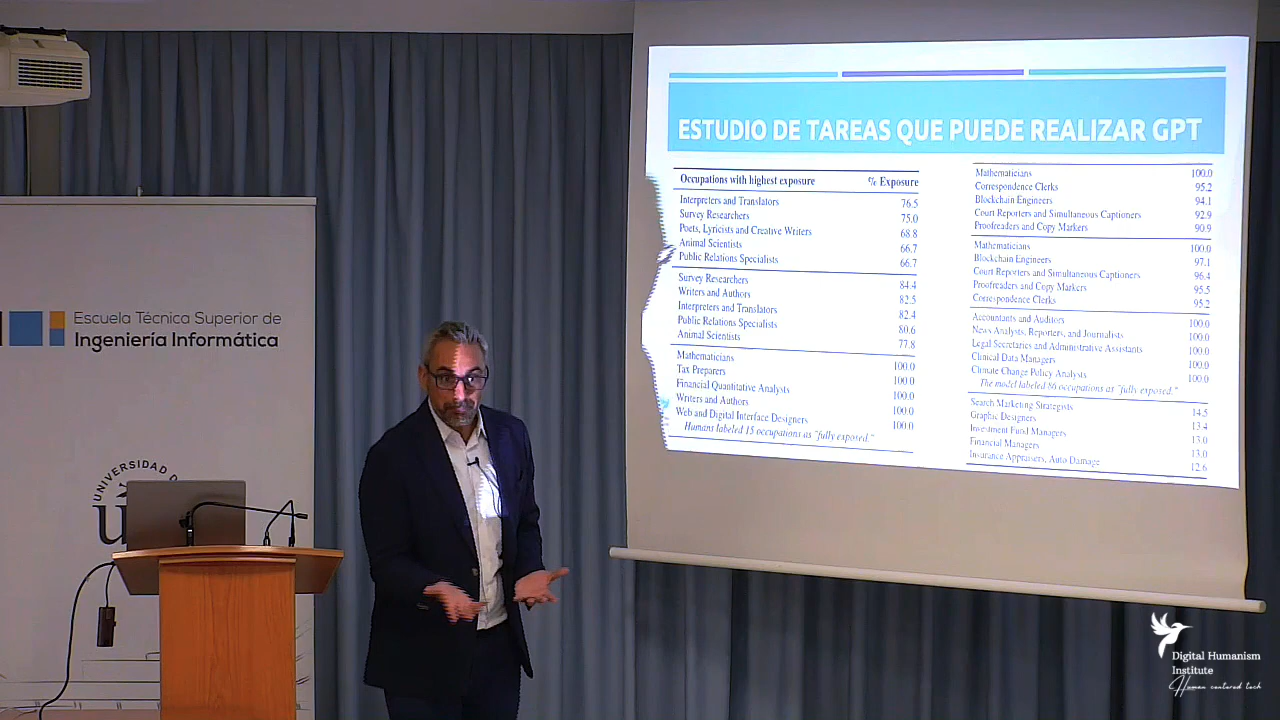 ESTUDIO DE TAREAS QUE PUEDE REALIZAR GPT
Occupations with highest exposure % Exposure
Interpreters and Translators 76.5
Survey Researchers 75.0
Poets, Lyricists and Creative Writers 68.8
Animal Scientists 66.7
Public Relations Specialists 66.7
Survey Researchers 84.4
Writers and Authors 82.5
Interpreters and Translators 82.4
Public Relations Specialists 80.6
Animal Scientists 77.8
Mathematicians 100.0
Tax Preparers 100.0
Financial Quantitative Analysts 100.0
Writers and Authors 100.0
Web and Digital Interface Designers 100.0
Humans labeled 15 occupations as "fully exposed."
Mathematicians 100.0
Correspondence Clerks 95.2
Blockchain Engineers 94.1
Court Reporters and Simultaneous Captioners 92.9
Proofreaders and Copy Markers 90.9
Mathematicians 100.0
Blockchain Engineers 97.1
Court Reporters and Simultaneous Captioners 96.4
Proofreaders and Copy Markers 95.5
Correspondence Clerks 95.2
Accountants and Auditors 100.0
News Analysts, Reporters, and Journalists 100.0
Legal Secretaries and Administrative Assistants 100.0
Clinical Data Managers 100.0
Climate Change Policy Analysts 100.0
The model labeled 86 occupations as "fully exposed."
Search Marketing Strategists 14.5
Graphic Designers 13.4
Investment Fund Managers 13.0
Financial Managers 13.0
Insurance Appraisers, Auto Damage 12.6
Escuela Técnica Superior de
Ingeniería Informática
UNIVERSIDAD
Digital Humanism
Institute
Human centered tech